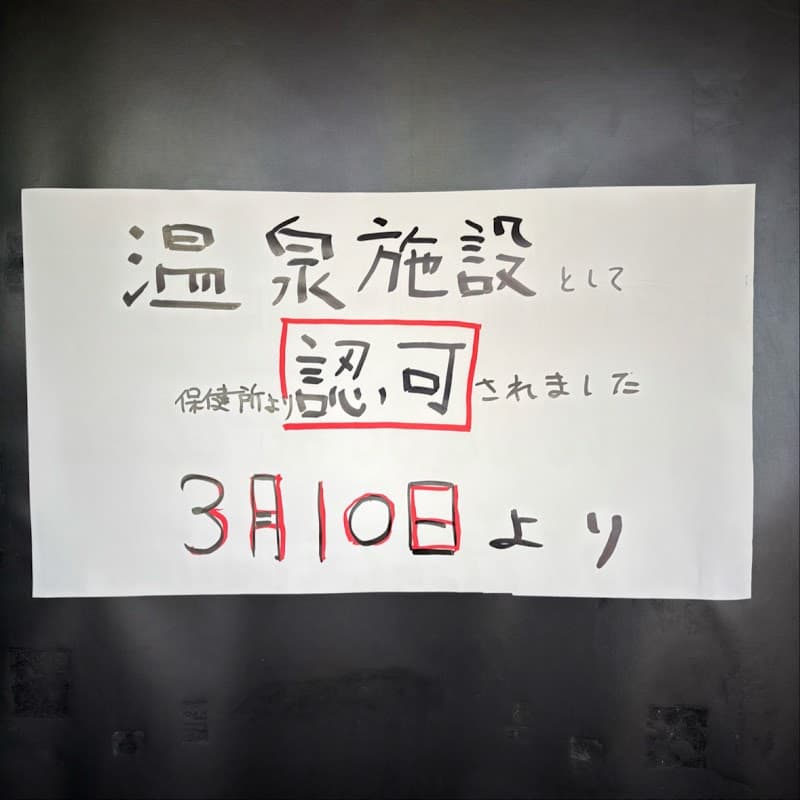 温泉施設として
保健所より認可されました
3月10日より